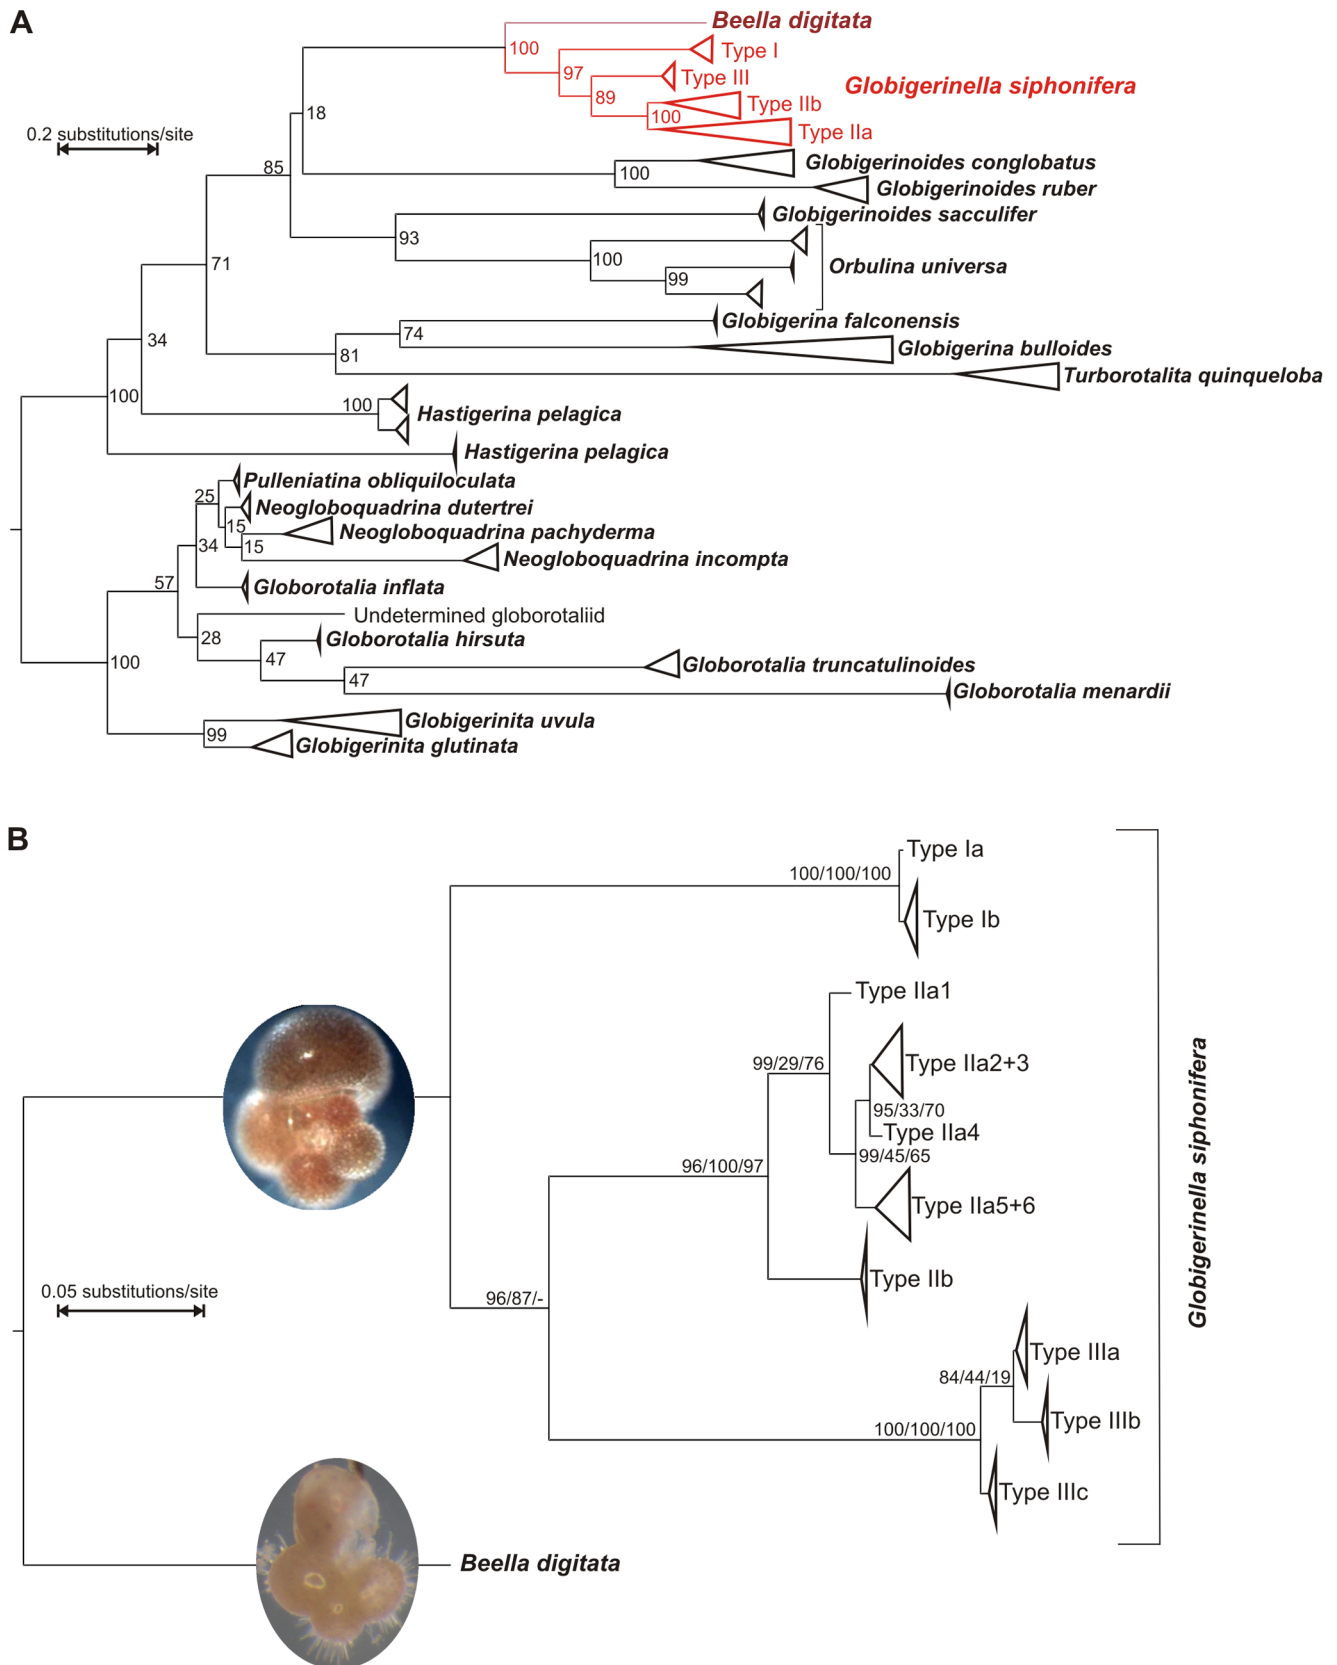 A
Beella digitata
100
Type I
97
Type III
Globigerinella siphonifera
89
Type IIb
18
100
0.2 substitutions/site
Type IIa
Globigerinoides conglobatus
85
100
Globigerinoides ruber
Globigerinoides sacculifer
93
100
71
Orbulina universa
99
Globigerina falconensis
74
34
Globigerina bulloides
81
Turborotalita quinqueloba
100
100
Hastigerina pelagica
Hastigerina pelagica
Pulleniatina obliquiloculata
25
Neogloboquadrina dutertrei
15
Neogloboquadrina pachyderma
34
15
Neogloboquadrina incompta
57
Globorotalia inflata
Undetermined globorotaliid
28
Globorotalia hirsuta
100
47
Globorotalia truncatulinoides
47
Globorotalia menardii
Globigerinita uvula
99
Globigerinita glutinata
B
Type Ia
100/100/100
Type Ib
Type IIa1
99/29/76
Type IIa2+3
95/33/70
Type IIa4
99/45/65
96/100/97
Type IIa5+6
Globigerinella siphonifera
Type IIb
0.05 substitutions/site
96/87/-
Type IIIa
84/44/19
Type IIIb
100/100/100
Type IIIc
Beella digitata